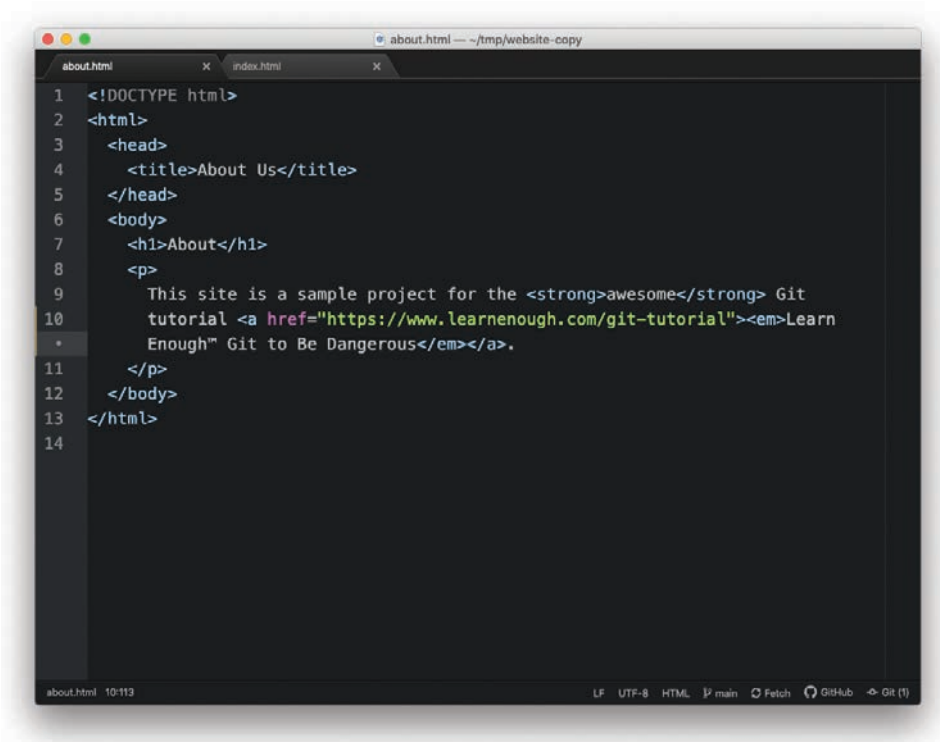 about.html — ~/tmp/website-copy
about.html × index.html ×
1 <!DOCTYPE html>
2 <html>
3   <head>
4     <title>About Us</title>
5   </head>
6   <body>
7     <h1>About</h1>
8     <p>
9       This site is a sample project for the <strong>awesome</strong> Git
10       tutorial <a href="https://www.learnenough.com/git-tutorial"><em>Learn
•       Enough™ Git to Be Dangerous</em></a>.
11     </p>
12   </body>
13 </html>
14
about.html 10:113 LF UTF-8 HTML main Fetch GitHub Git (1)